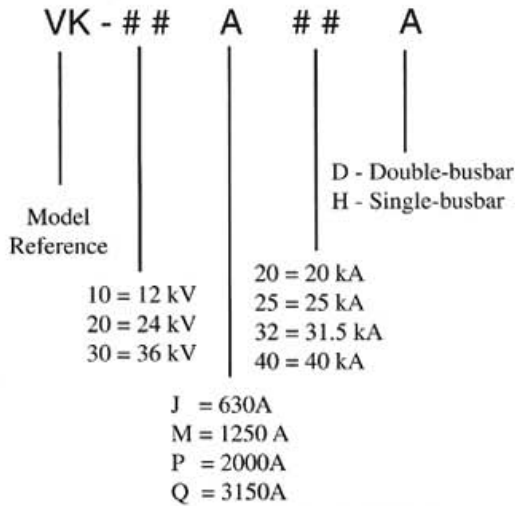 VK - # # A # # A
D - Double-busbar
H - Single-busbar
Model
Reference
20 = 20 kA
25 = 25 kA
32 = 31.5 kA
40 = 40 kA
10 = 12 kV
20 = 24 kV
30 = 36 kV
J = 630A
M = 1250 A
P = 2000A
Q = 3150A